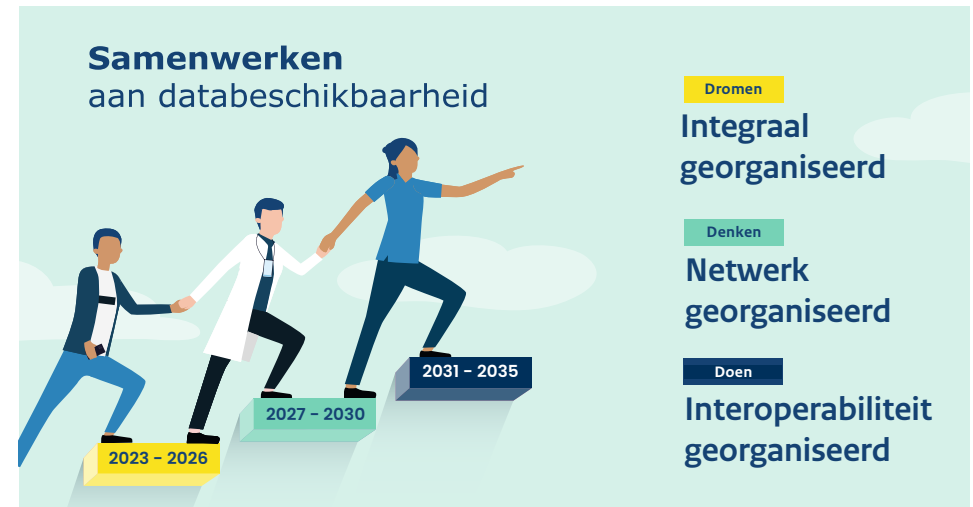 Samenwerken
aan databeschikbaarheid
2023 - 2026
2027 - 2030
2031 - 2035
Dromen
Integraal
georganiseerd
Denken
Netwerk
georganiseerd
Doen
Interoperabiliteit
georganiseerd